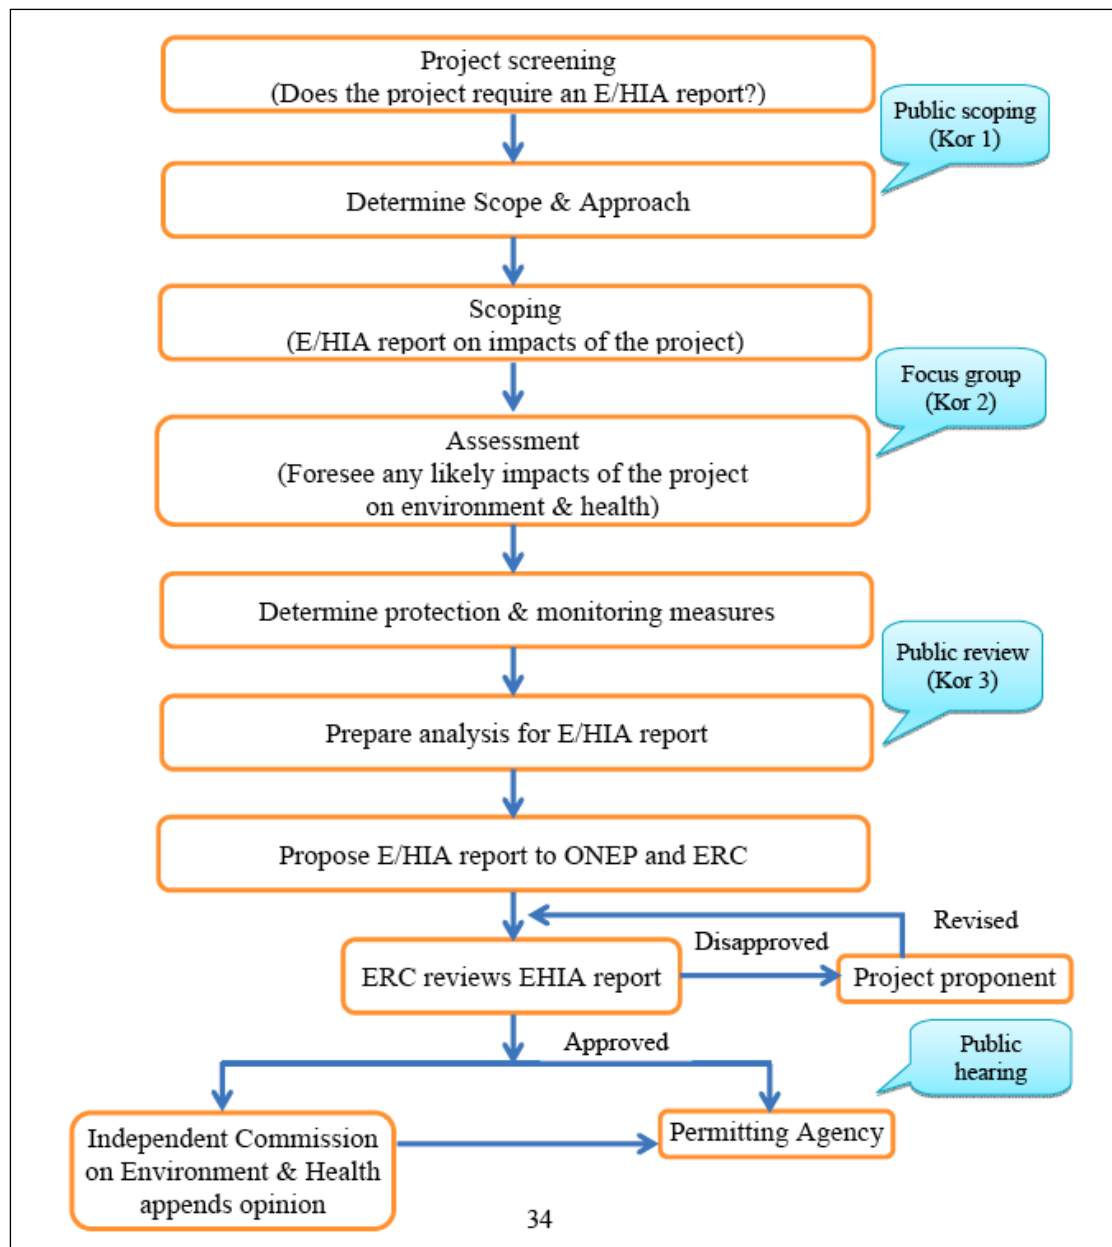 Project screening
(Does the project require an E/HIA report?)
Public scoping
(Kor 1)
Determine Scope & Approach
Scoping
(E/HIA report on impacts of the project)
Focus group
(Kor 2)
Assessment
(Foresee any likely impacts of the project
on environment & health)
Determine protection & monitoring measures
Public review
(Kor 3)
Prepare analysis for E/HIA report
Propose E/HIA report to ONEP and ERC
Revised
Disapproved
ERC reviews EHIA report
Project proponent
Approved
Public
hearing
Independent Commission
on Environment & Health
appends opinion
Permitting Agency
34